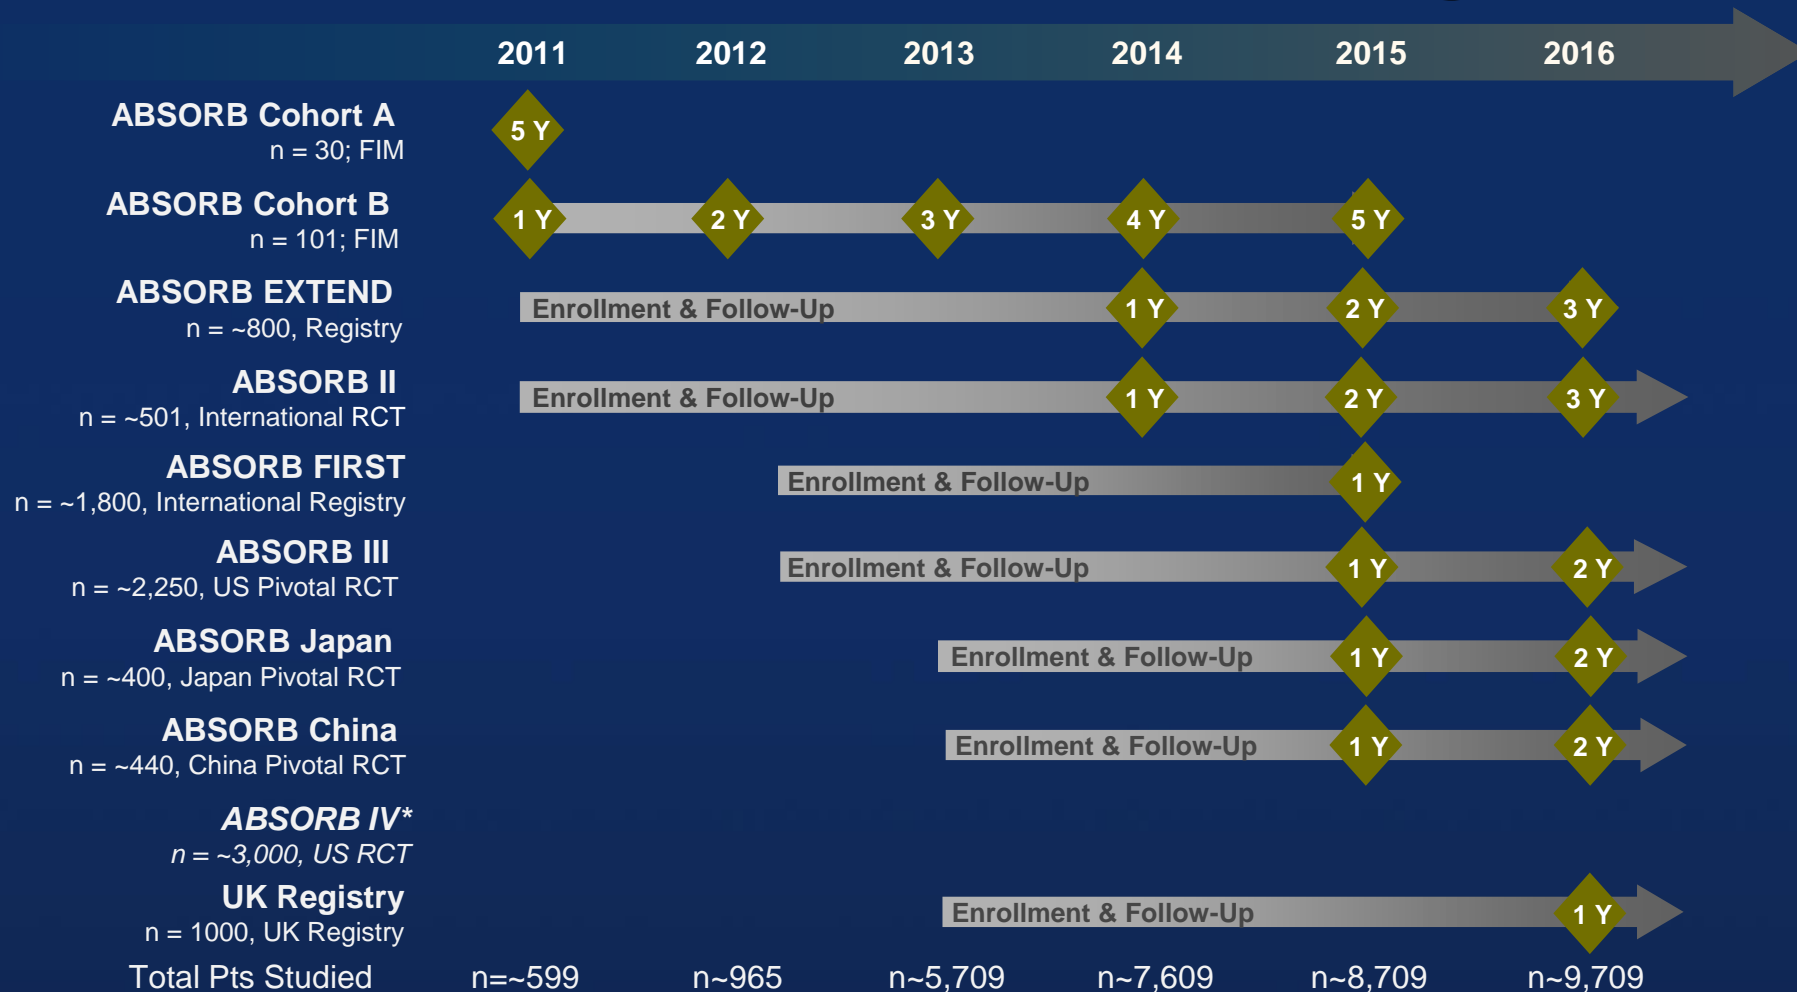 2011 2012 2013 2014 2015 2016
ABSORB Cohort A
n = 30; FIM
5 Y
ABSORB Cohort B
n = 101; FIM
1 Y 2 Y 3 Y 4 Y 5 Y
ABSORB EXTEND
n = ~800, Registry
Enrollment & Follow-Up 1 Y 2 Y 3 Y
ABSORB II
n = ~501, International RCT
Enrollment & Follow-Up 1 Y 2 Y 3 Y
ABSORB FIRST
n = ~1,800, International Registry
Enrollment & Follow-Up 1 Y
ABSORB III
n = ~2,250, US Pivotal RCT
Enrollment & Follow-Up 1 Y 2 Y
ABSORB Japan
n = ~400, Japan Pivotal RCT
Enrollment & Follow-Up 1 Y 2 Y
ABSORB China
n = ~440, China Pivotal RCT
Enrollment & Follow-Up 1 Y 2 Y
ABSORB IV*
n = ~3,000, US RCT
UK Registry
n = 1000, UK Registry
Enrollment & Follow-Up 1 Y
Total Pts Studied n=~599 n~965 n~5,709 n~7,609 n~8,709 n~9,709